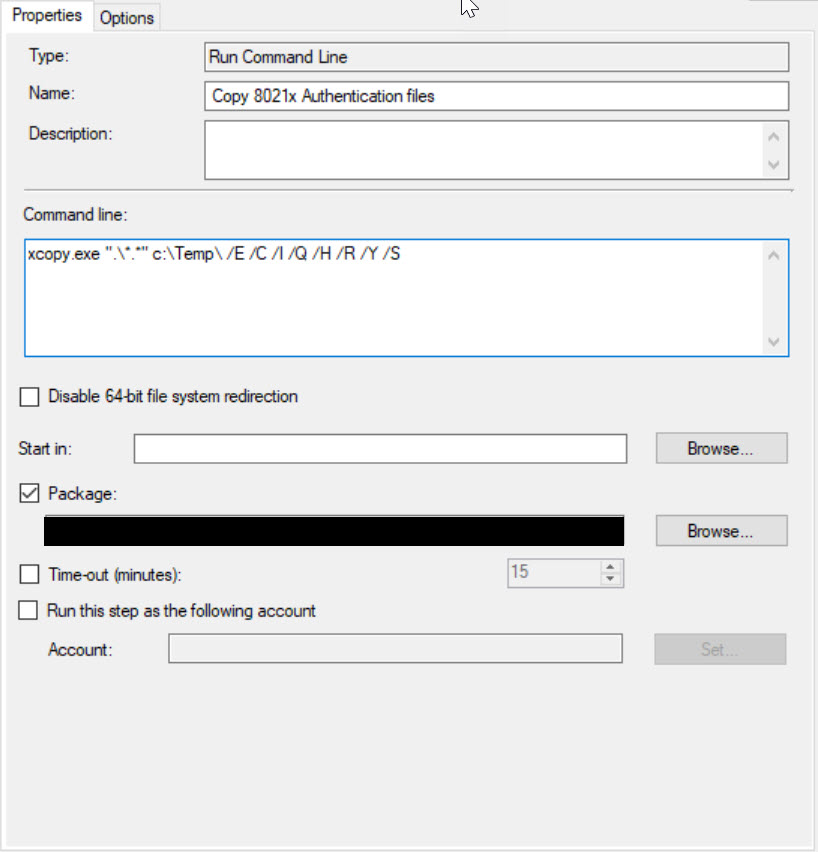 Properties
Options
Type:
Run Command Line
Name:
Copy 8021x Authentication files
Description:
Command line:
xcopy.exe ".\*.*" c:\Temp\ /E /C /I /Q /H /R /Y /S
Disable 64-bit file system redirection
Start in:
Browse...
Package:
Browse...
Time-out (minutes):
15
Run this step as the following account
Account:
Set...